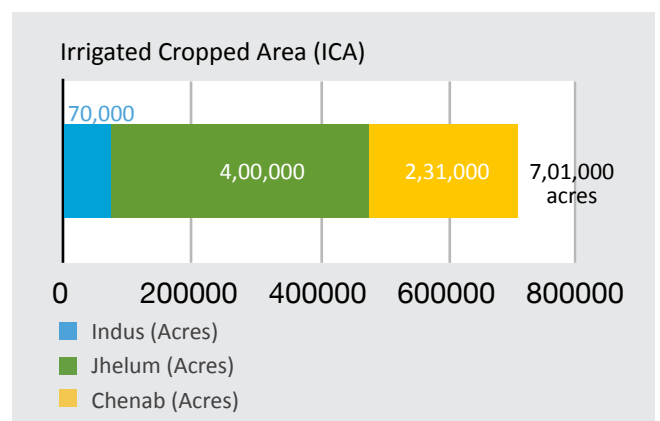 Irrigated Cropped Area (ICA)
70,000
4,00,000 2,31,000 7,01,000
acres
0 200000 400000 600000 800000
Indus (Acres)
Jhelum (Acres)
Chenab (Acres)